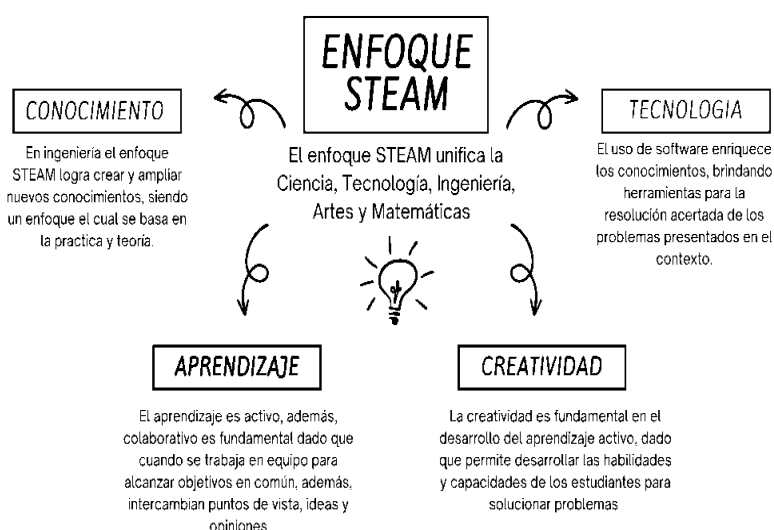 ENFOQUE
STEAM
El enfoque STEAM unifica la
Ciencia, Tecnología, Ingeniería,
Artes y Matemáticas
CONOCIMIENTO
En ingeniería el enfoque
STEAM logra crear y ampliar
nuevos conocimientos, siendo
un enfoque el cual se basa en
la practica y teoría.
TECNOLOGIA
El uso de software enriquece
los conocimientos, brindando
herramientas para la
resolución acertada de los
problemas presentados en el
contexto.
APRENDIZAJE
El aprendizaje es activo, además,
colaborativo es fundamental dado que
cuando se trabaja en equipo para
alcanzar objetivos en común, además,
intercambian puntos de vista, ideas y
opiniones
CREATIVIDAD
La creatividad es fundamental en el
desarrollo del aprendizaje activo, dado
que permite desarrollar las habilidades
y capacidades de los estudiantes para
solucionar problemas